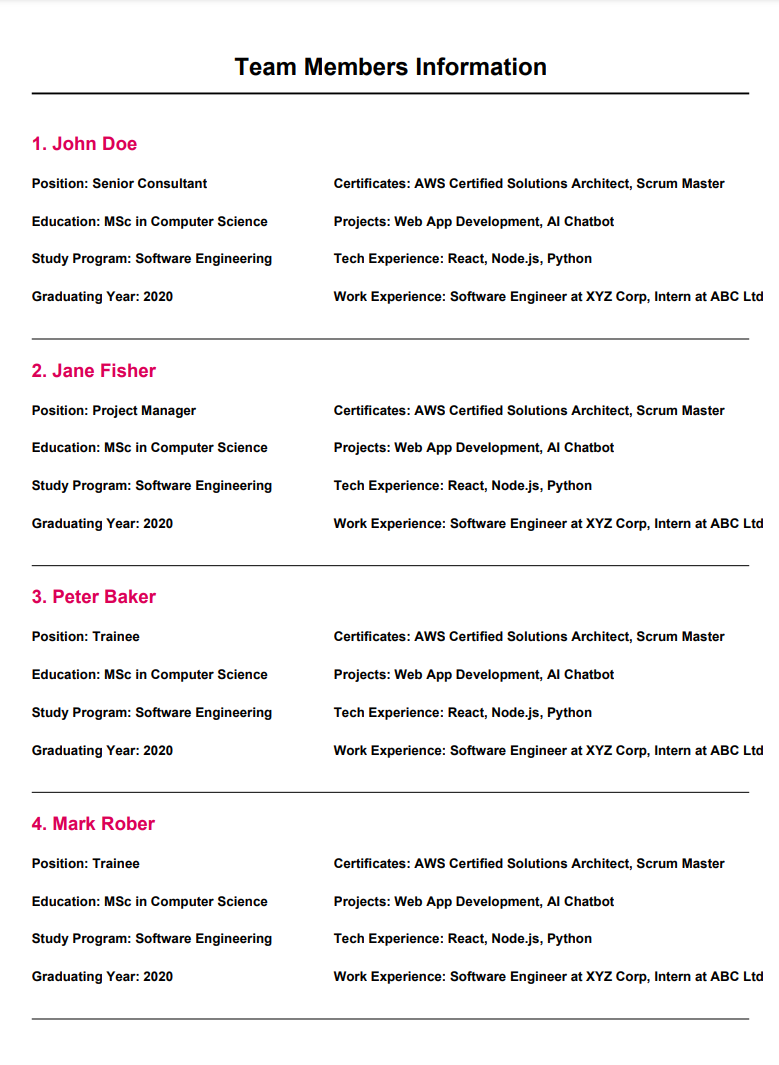 Team Members Information
1. John Doe
Position: Senior Consultant
Certificates: AWS Certified Solutions Architect, Scrum Master
Education: MSc in Computer Science
Projects: Web App Development, AI Chatbot
Study Program: Software Engineering
Tech Experience: React, Node.js, Python
Graduating Year: 2020
Work Experience: Software Engineer at XYZ Corp, Intern at ABC Ltd
2. Jane Fisher
Position: Project Manager
Certificates: AWS Certified Solutions Architect, Scrum Master
Education: MSc in Computer Science
Projects: Web App Development, AI Chatbot
Study Program: Software Engineering
Tech Experience: React, Node.js, Python
Graduating Year: 2020
Work Experience: Software Engineer at XYZ Corp, Intern at ABC Ltd
3. Peter Baker
Position: Trainee
Certificates: AWS Certified Solutions Architect, Scrum Master
Education: MSc in Computer Science
Projects: Web App Development, AI Chatbot
Study Program: Software Engineering
Tech Experience: React, Node.js, Python
Graduating Year: 2020
Work Experience: Software Engineer at XYZ Corp, Intern at ABC Ltd
4. Mark Rober
Position: Trainee
Certificates: AWS Certified Solutions Architect, Scrum Master
Education: MSc in Computer Science
Projects: Web App Development, AI Chatbot
Study Program: Software Engineering
Tech Experience: React, Node.js, Python
Graduating Year: 2020
Work Experience: Software Engineer at XYZ Corp, Intern at ABC Ltd